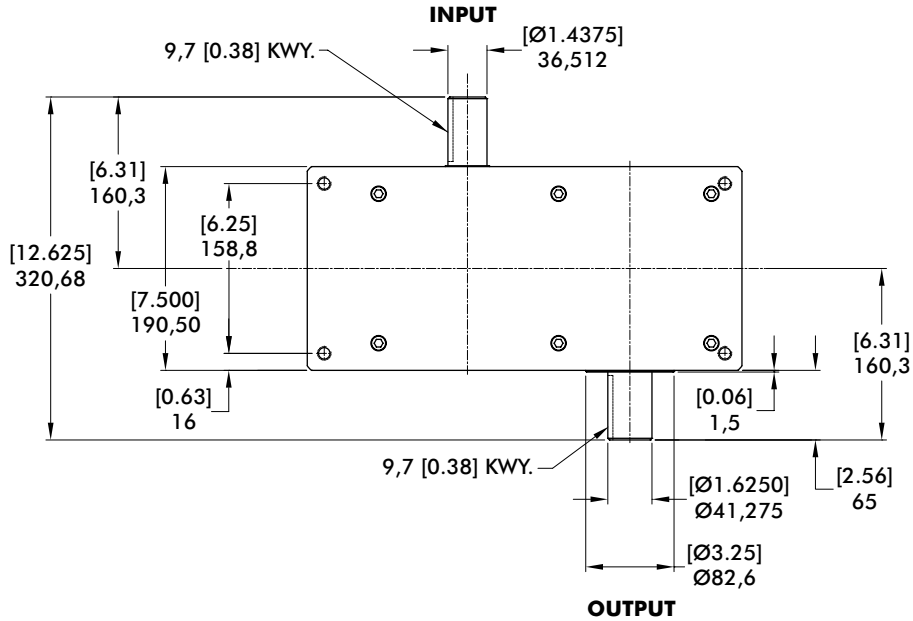 INPUT
9,7 [0.38] KWY.
[Ø1.4375]
36,512
[6.31]
160,3
[6.25]
158,8
[12.625]
320,68
[7.500]
190,50
[6.31]
160,3
[0.63]
16
[0.06]
1,5
9,7 [0.38] KWY.
[2.56]
65
[Ø1.6250]
Ø41,275
[Ø3.25]
Ø82,6
OUTPUT